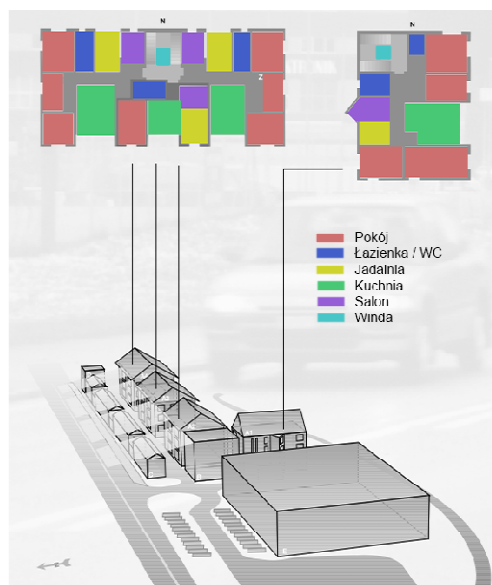 N
N
Z
Pokój
Łazienka / WC
Jadalnia
Kuchnia
Salon
Winda